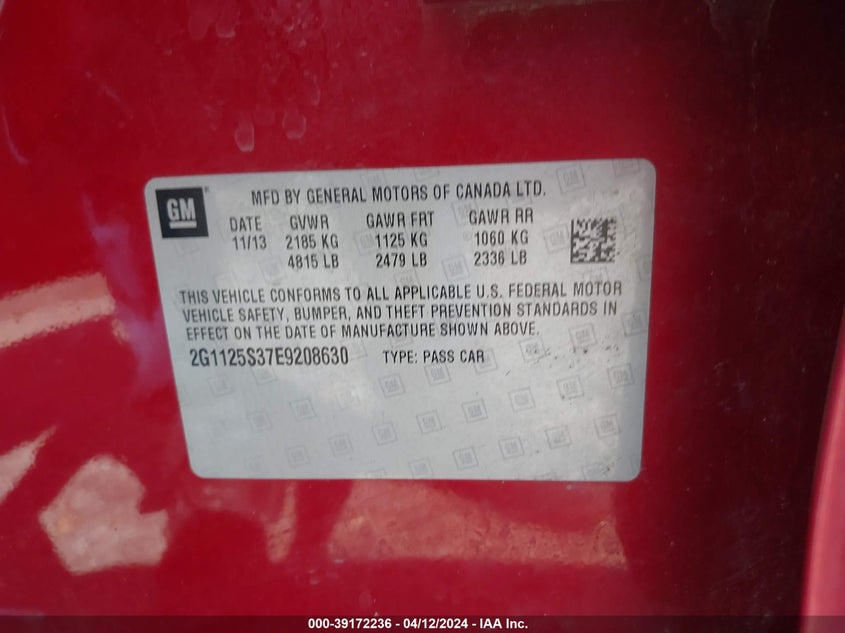 GM
MFD BY GENERAL MOTORS OF CANADA LTD.
DATE GVWR GAWR FRT GAWR RR
11/13 2185 KG 1125 KG 1060 KG
4815 LB 2479 LB 2336 LB
THIS VEHICLE CONFORMS TO ALL APPLICABLE U.S. FEDERAL MOTOR
VEHICLE SAFETY, BUMPER, AND THEFT PREVENTION STANDARDS IN
EFFECT ON THE DATE OF MANUFACTURE SHOWN ABOVE.
2G1125S37E9208630 TYPE: PASS CAR
000-39172236 - 04/12/2024 - IAA Inc.